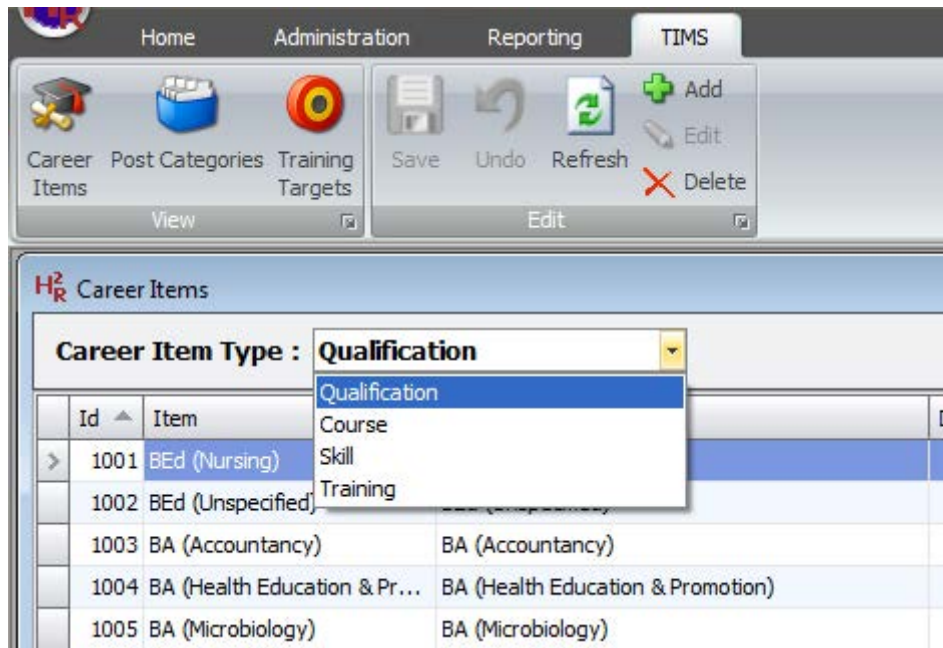 Home Administration Reporting TIMS
Career Items Post Categories Training Targets Save Undo Refresh Add Edit Delete
View Edit
H2R Career Items
Career Item Type : Qualification
Qualification
Course
Skill
Training
Id Item
1001 BEd (Nursing)
1002 BEd (Unspecified)
1003 BA (Accountancy) BA (Accountancy)
1004 BA (Health Education & Pr... BA (Health Education & Promotion)
1005 BA (Microbiology) BA (Microbiology)